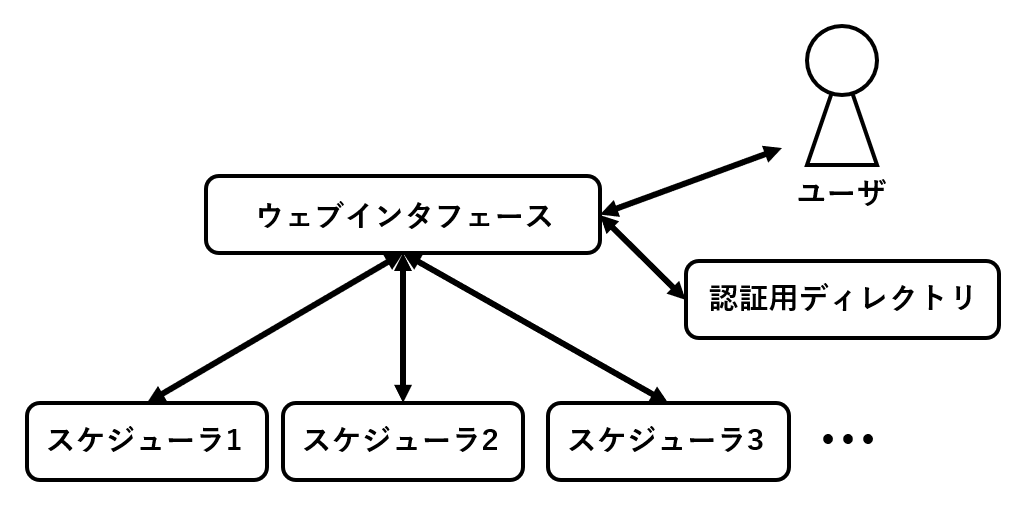 ユーザ
ウェブインタフェース
認証用ディレクトリ
スケジューラ1
スケジューラ2
スケジューラ3
•••